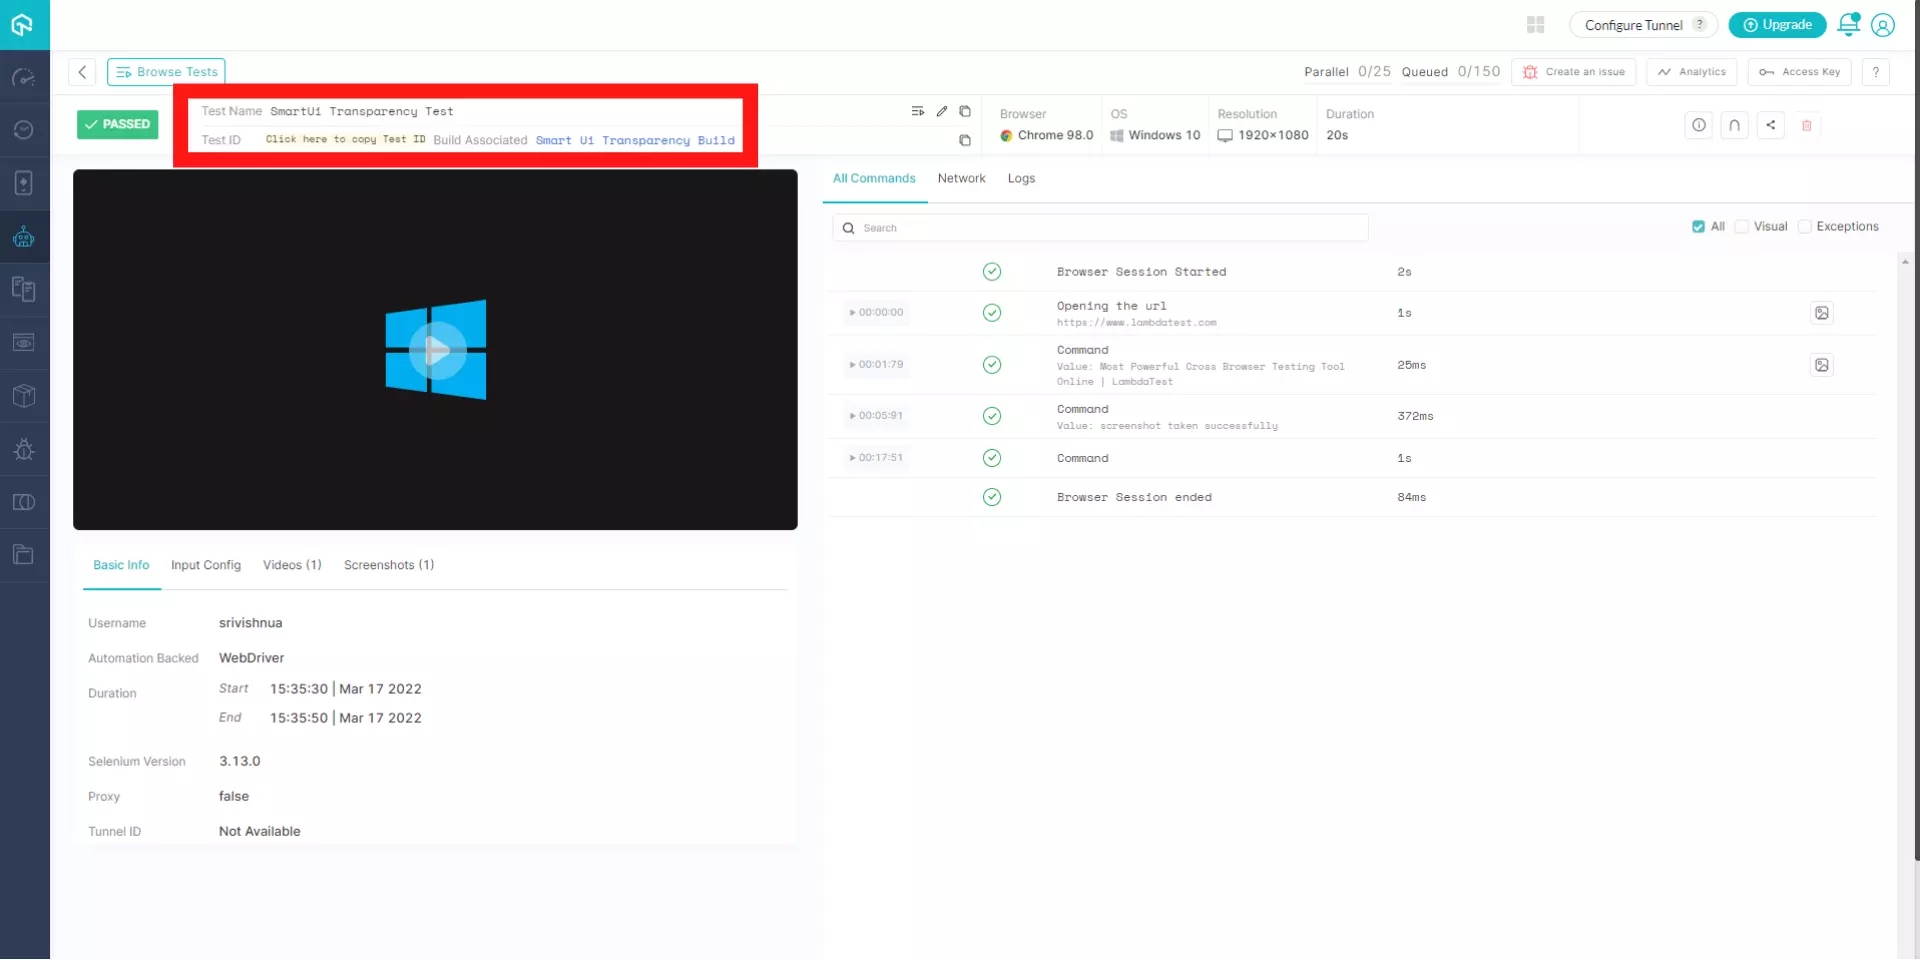 Configure Tunnel ?
Upgrade
Browse Tests
Parallel 0/25 Queued 0/150
Create an issue
Analytics
Access Key
?
PASSED
Test Name SmartUi Transparency Test
Test ID Click here to copy Test ID Build Associated Smart Ui Transparency Build
Browser
Chrome 98.0
OS
Windows 10
Resolution
1920×1080
Duration
20s
All Commands Network Logs
Search
All Visual Exceptions
Browser Session Started 2s
00:00:00 Opening the url 1s
https://www.lambdatest.com
00:01:79 Command 25ms
Value: Most Powerful Cross Browser Testing Tool
Online | LambdaTest
00:05:91 Command 372ms
Value: screenshot taken successfully
00:17:51 Command 1s
Browser Session ended 84ms
Basic Info Input Config Videos (1) Screenshots (1)
Username srivishnua
Automation Backed WebDriver
Duration Start 15:35:30 | Mar 17 2022
End 15:35:50 | Mar 17 2022
Selenium Version 3.13.0
Proxy false
Tunnel ID Not Available